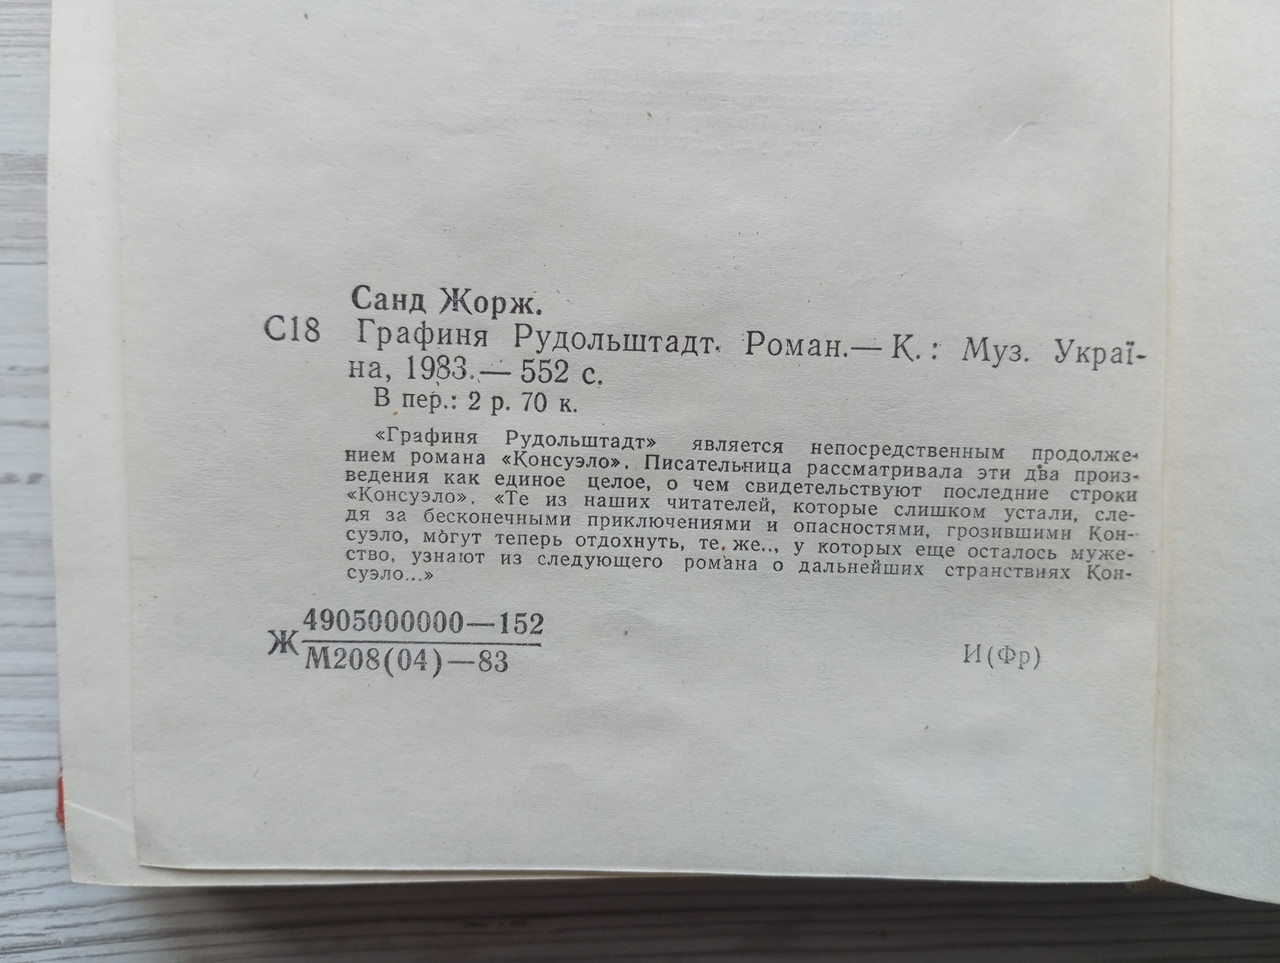 Санд Жорж.
С18 Графиня Рудольштадт. Роман.— К. : Муз. Украї-
на, 1983.— 552 с.
В пер.: 2 р. 70 к.
«Графиня Рудольштадт» является непосредственным продолже-
нием романа «Консуэло». Писательница рассматривала эти два произ-
ведения как единое целое, о чем свидетельствуют последние строки
«Консуэло». «Те из наших читателей, которые слишком устали, сле-
дя за бесконечными приключениями и опасностями, грозившими Кон-
суэло, могут теперь отдохнуть, те. же.., у которых еще осталось муже-
ство, узнают из следующего романа о дальнейших странствиях Кон-
суэло...»
Ж 4905000000—152
М208(04)—83
И(Фр)